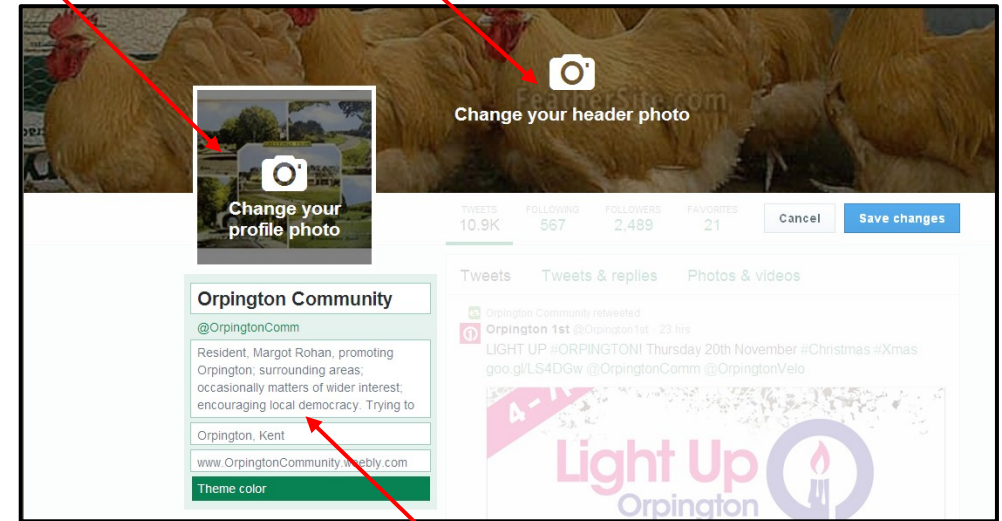 FeatherSite.com
Change your header photo
Change your
profile photo
TWEETS FOLLOWING FOLLOWERS FAVORITES
10.9K 567 2,489 21
Cancel
Save changes
Orpington Community
@OrpingtonComm
Resident, Margot Rohan, promoting
Orpington; surrounding areas;
occasionally matters of wider interest;
encouraging local democracy. Trying to
Orpington, Kent
www.OrpingtonCommunity.weebly.com
Theme color
Tweets Tweets & replies Photos & videos
Orpington Community retweeted
Orpington 1st @Orpington1st · 23 hrs
LIGHT UP #ORPINGTON! Thursday 20th November #Christmas #Xmas
goo.gl/LS4DGw @OrpingtonComm @OrpingtonVelo
Light Up
Orpington